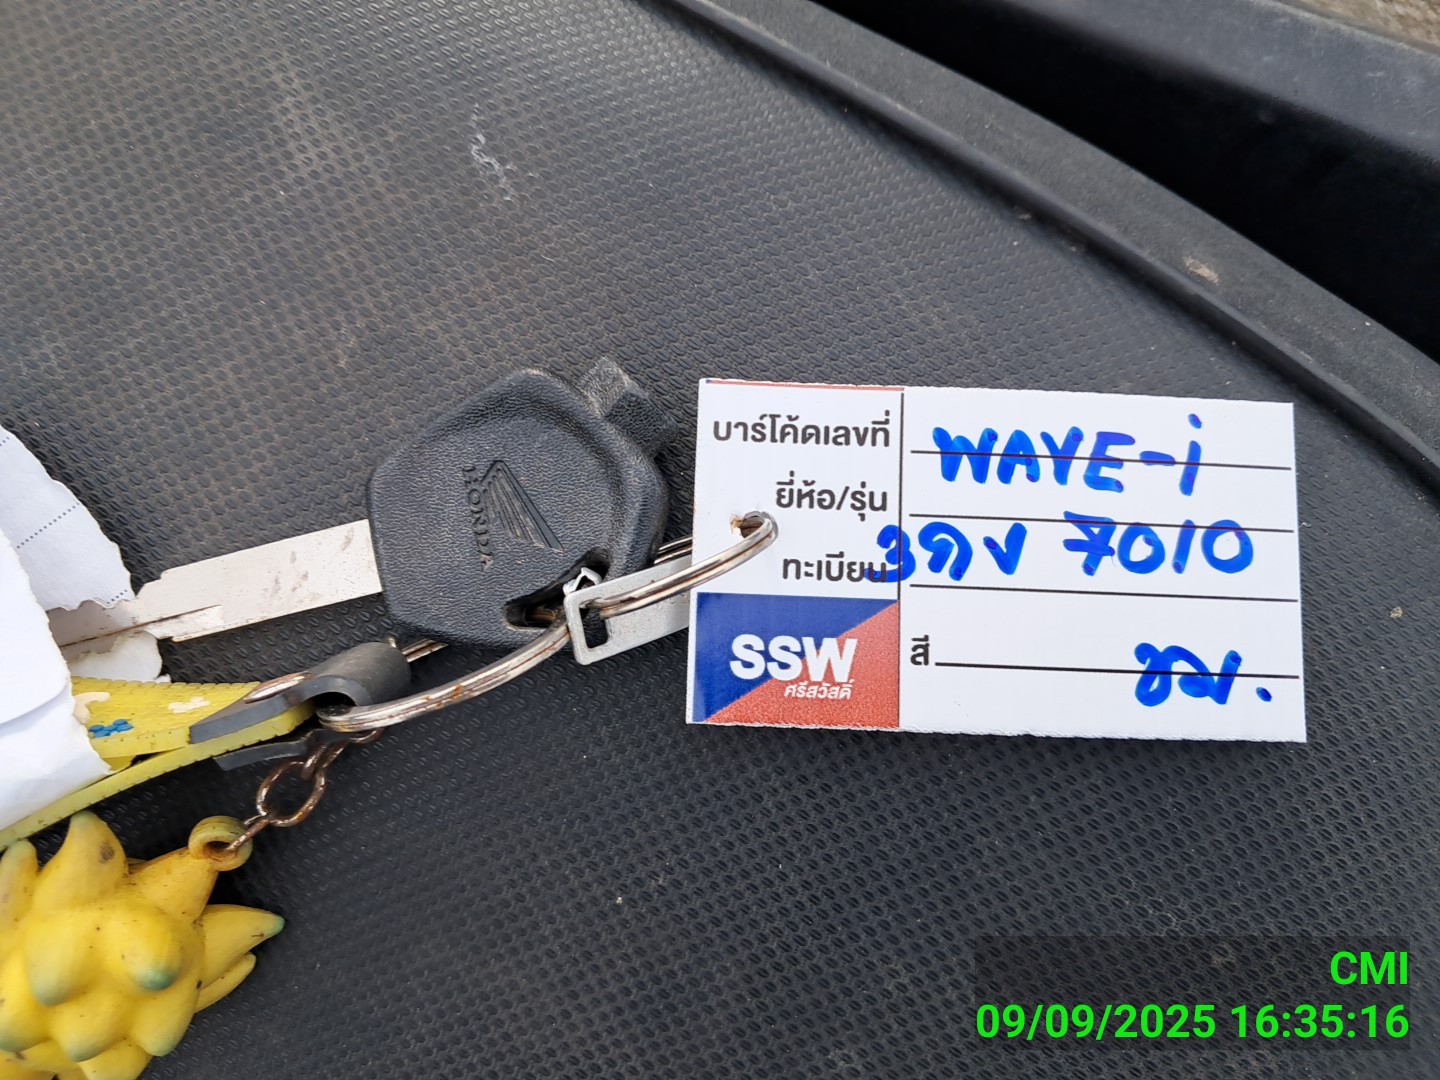 HONDA
บาร์โค้ดเลขที่
WAVE-i
ยี่ห้อ/รุ่น
ทะเบียน
3กง 7010
SSW
ศรีสวัสดิ์
สี
ชม.
CMI
09/09/2025 16:35:16